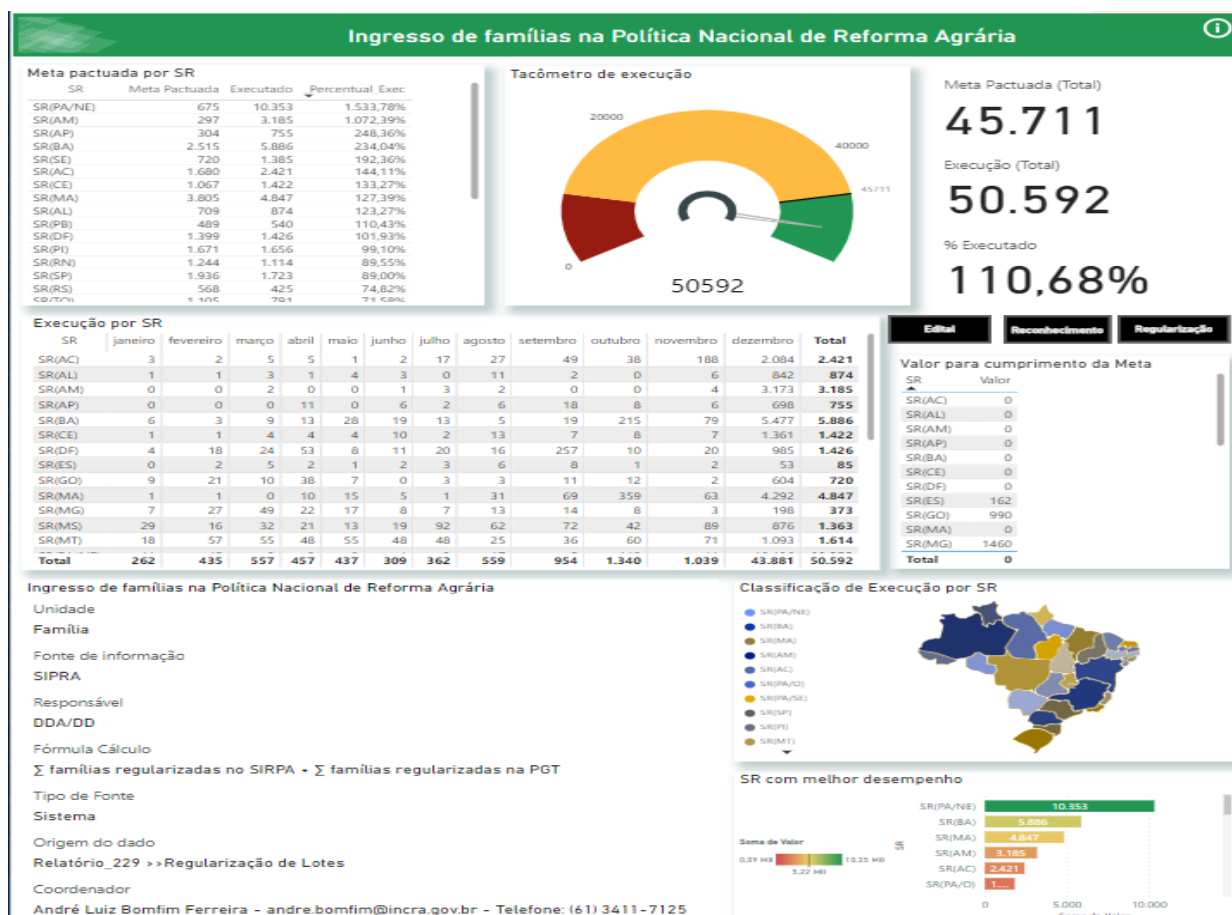 Ingresso de famílias na Política Nacional de Reforma Agrária
Meta pactuada por SR
SR Meta Pactuada Executado Percentual_Exec
SR(PA/NE) 675 10.353 1.533,78%
SR(AM) 297 3.185 1.072,39%
SR(AP) 304 755 248,36%
SR(BA) 2.515 5.886 234,04%
SR(SE) 720 1.385 192,36%
SR(AC) 1.680 2.421 144,11%
SR(CE) 1.067 1.422 133,27%
SR(MA) 3.805 4.847 127,39%
SR(AL) 709 874 123,27%
SR(PB) 489 540 110,43%
SR(DF) 1.399 1.426 101,93%
SR(PI) 1.671 1.656 99,10%
SR(RN) 1.244 1.114 89,55%
SR(SP) 1.936 1.723 89,00%
SR(RS) 568 425 74,82%
SR(TO) 1.105 791 71,58%
Tacômetro de execução
20000
40000
45711
0
50592
Meta Pactuada (Total)
45.711
Execução (Total)
50.592
% Executado
110,68%
Execução por SR
SR janeiro fevereiro março abril maio junho julho agosto setembro outubro novembro dezembro Total
SR(AC) 3 2 5 5 1 2 17 27 49 38 188 2.084 2.421
SR(AL) 1 1 3 1 4 3 0 11 2 0 6 842 874
SR(AM) 0 0 2 0 0 1 3 2 0 0 4 3.173 3.185
SR(AP) 0 0 0 11 0 6 2 6 18 8 6 698 755
SR(BA) 6 3 9 13 28 19 13 5 19 215 79 5.477 5.886
SR(CE) 1 1 4 4 4 10 2 13 7 8 7 1.361 1.422
SR(DF) 4 18 24 53 8 11 20 16 257 10 20 985 1.426
SR(ES) 0 2 5 2 1 2 3 6 8 1 2 53 85
SR(GO) 9 21 10 38 7 0 3 3 11 12 2 604 720
SR(MA) 1 1 0 10 15 5 1 31 69 359 63 4.292 4.847
SR(MG) 7 27 49 22 17 8 7 13 14 8 3 198 373
SR(MS) 29 16 32 21 13 19 92 62 72 42 89 876 1.363
SR(MT) 18 57 55 48 55 48 48 25 36 60 71 1.093 1.614
Total 262 435 557 457 437 309 362 559 954 1.340 1.039 43.881 50.592
Edital Reconhecimento Regularização
Valor para cumprimento da Meta
SR Valor
SR(AC) 0
SR(AL) 0
SR(AM) 0
SR(AP) 0
SR(BA) 0
SR(CE) 0
SR(DF) 0
SR(ES) 162
SR(GO) 990
SR(MA) 0
SR(MG) 1460
Total 0
Ingresso de famílias na Política Nacional de Reforma Agrária
Unidade
Família
Fonte de informação
SIPRA
Responsável
DDA/DD
Fórmula Cálculo
∑ famílias regularizadas no SIRPA + ∑ famílias regularizadas na PGT
Tipo de Fonte
Sistema
Origem do dado
Relatório_229 >>Regularização de Lotes
Coordenador
André Luiz Bomfim Ferreira - andre.bomfim@incra.gov.br - Telefone: (61) 3411-7125
Classificação de Execução por SR
SR(PA/NE)
SR(BA)
SR(MA)
SR(AM)
SR(AC)
SR(PA/O)
SR(PA/SE)
SR(SP)
SR(PI)
SR(MT)
SR com melhor desempenho
Soma de Valor
0,09 Mil 10,35 Mil
5,22 Mil
SR
SR(PA/NE) 10.353
SR(BA) 5.886
SR(MA) 4.847
SR(AM) 3.185
SR(AC) 2.421
SR(PA/O) 1....
0 5.000 10.000
Soma de Valor